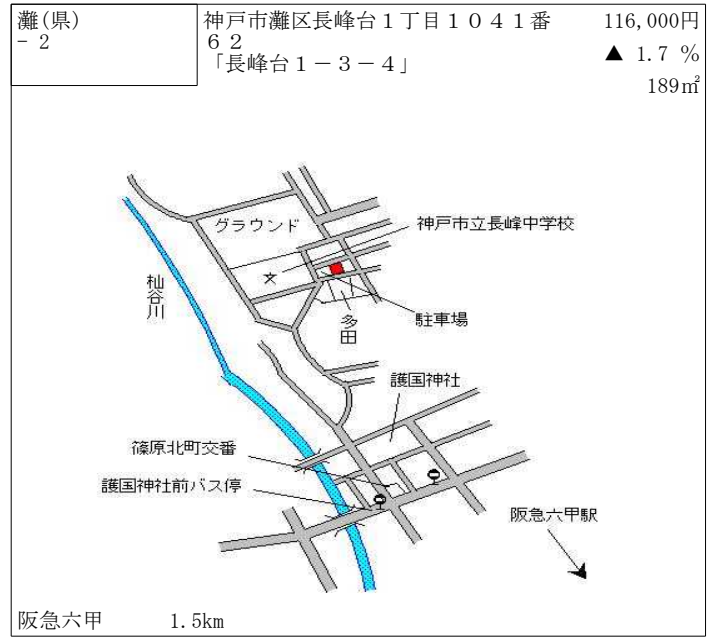 灘(県)
- 2
神戸市灘区長峰台１丁目１０４１番
６２
「長峰台１－３－４」
116,000円
▲ 1.7 %
189㎡
グラウンド
神戸市立長峰中学校
文
杣谷川
多田
駐車場
護国神社
篠原北町交番
護国神社前バス停
阪急六甲駅
阪急六甲 1.5km